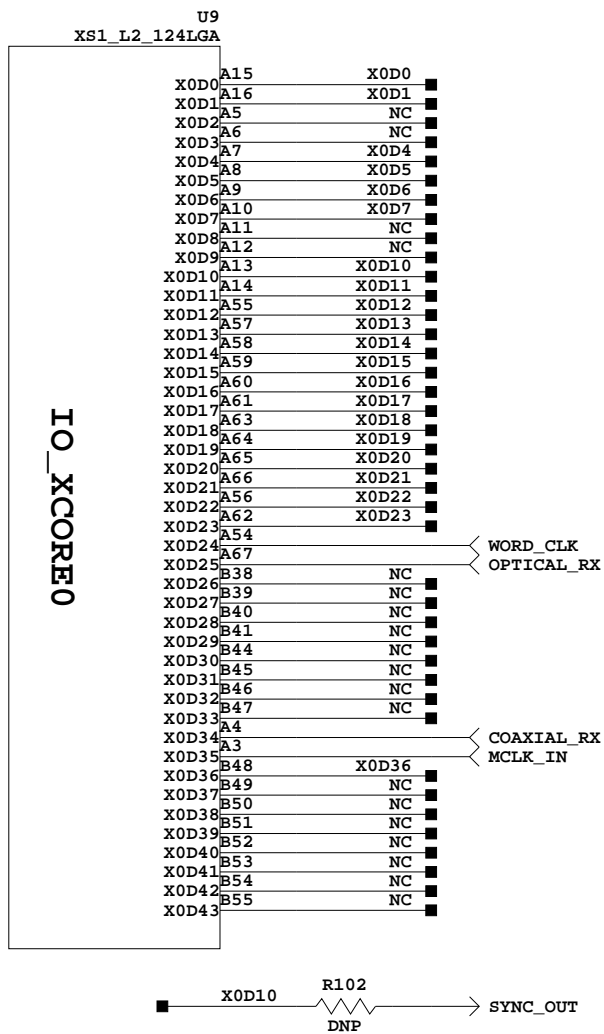 U9
XS1_L2_124LGA
IO_XCORE0
X0D0 A15 X0D0
X0D1 A16 X0D1
X0D2 A5 NC
X0D3 A6 NC
X0D4 A7 X0D4
X0D5 A8 X0D5
X0D6 A9 X0D6
X0D7 A10 X0D7
X0D8 A11 NC
X0D9 A12 NC
X0D10 A13 X0D10
X0D11 A14 X0D11
X0D12 A55 X0D12
X0D13 A57 X0D13
X0D14 A58 X0D14
X0D15 A59 X0D15
X0D16 A60 X0D16
X0D17 A61 X0D17
X0D18 A63 X0D18
X0D19 A64 X0D19
X0D20 A65 X0D20
X0D21 A66 X0D21
X0D22 A56 X0D22
X0D23 A62 X0D23
X0D24 A54 WORD_CLK
X0D25 A67 OPTICAL_RX
X0D26 B38 NC
X0D27 B39 NC
X0D28 B40 NC
X0D29 B41 NC
X0D30 B44 NC
X0D31 B45 NC
X0D32 B46 NC
X0D33 B47 NC
X0D34 A4 COAXIAL_RX
X0D35 A3 MCLK_IN
X0D36 B48 X0D36
X0D37 B49 NC
X0D38 B50 NC
X0D39 B51 NC
X0D40 B52 NC
X0D41 B53 NC
X0D42 B54 NC
X0D43 B55 NC
X0D10 R102 SYNC_OUT
DNP